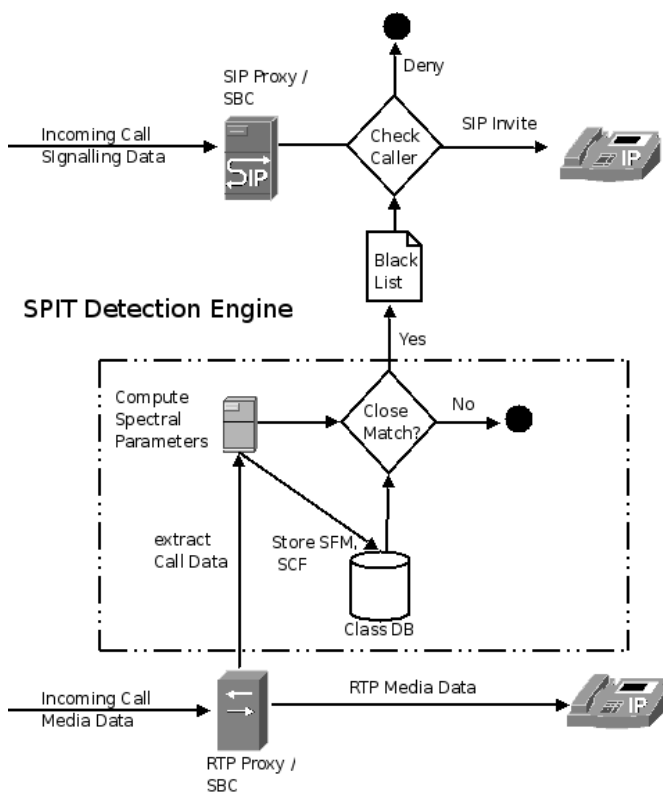 Deny
SIP Proxy /
SBC
Incoming Call
SIgnalling Data
SIP
Check
Caller
SIP Invite
IP
Black
List
SPIT Detection Engine
Yes
Compute
Spectral
Parameters
Close
Match?
No
extract
Call Data
Store SFM,
SCF
Class DB
Incoming Call
Media Data
RTP Media Data
IP
RTP Proxy /
SBC